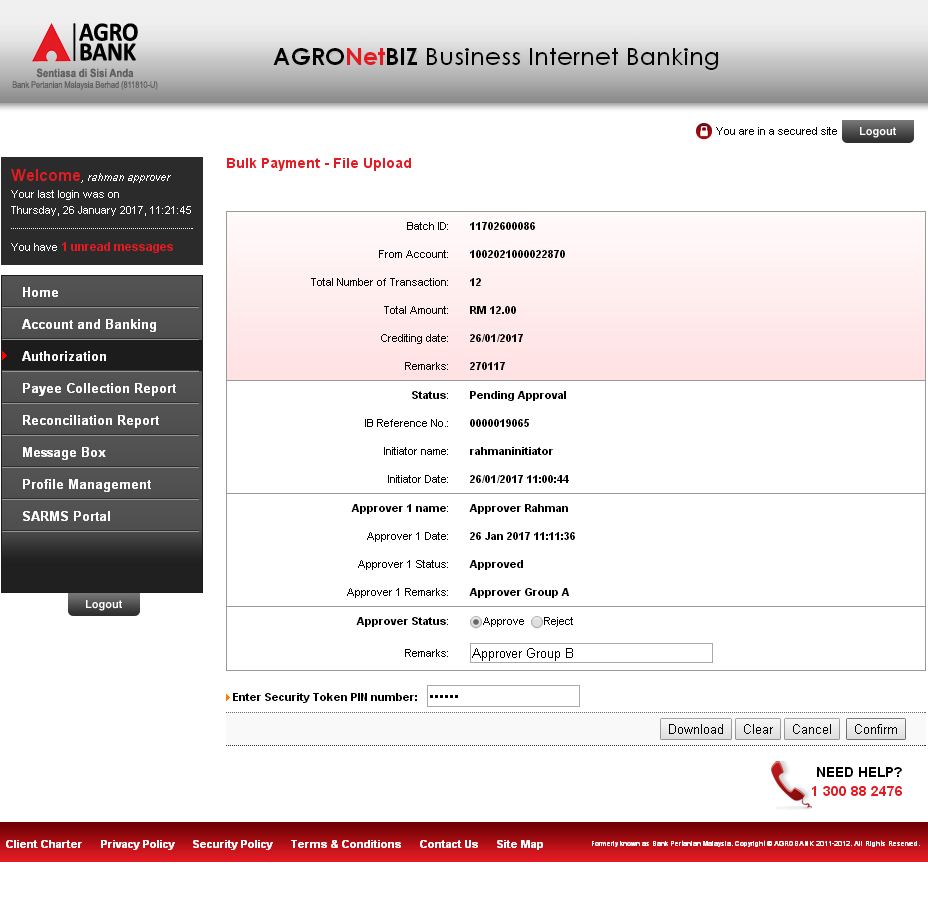 AGRO
BANK
Sentiasa di Sisi Anda
Bank Pertanian Malaysia Berhad (811810-U)
AGRONetBIZ Business Internet Banking
You are in a secured site
Logout
Welcome, rahman approver
Your last login was on
Thursday, 26 January 2017, 11:21:45
You have 1 unread messages
Home
Account and Banking
Authorization
Payee Collection Report
Reconciliation Report
Message Box
Profile Management
SARMS Portal
Logout
Bulk Payment - File Upload
Batch ID: 11702600086
From Account: 1002021000022870
Total Number of Transaction: 12
Total Amount: RM 12.00
Crediting date: 26/01/2017
Remarks: 270117
Status: Pending Approval
IB Reference No.: 0000019065
Initiator name: rahmaninitiator
Initiator Date: 26/01/2017 11:00:44
Approver 1 name: Approver Rahman
Approver 1 Date: 26 Jan 2017 11:11:36
Approver 1 Status: Approved
Approver 1 Remarks: Approver Group A
Approver Status: Approve Reject
Remarks: Approver Group B
Enter Security Token PIN number: ••••••
Download Clear Cancel Confirm
NEED HELP?
1 300 88 2476
Client Charter Privacy Policy Security Policy Terms & Conditions Contact Us Site Map
Formerly known as Bank Pertanian Malaysia. Copyright © AGROBANK 2011-2012. All Rights Reserved.